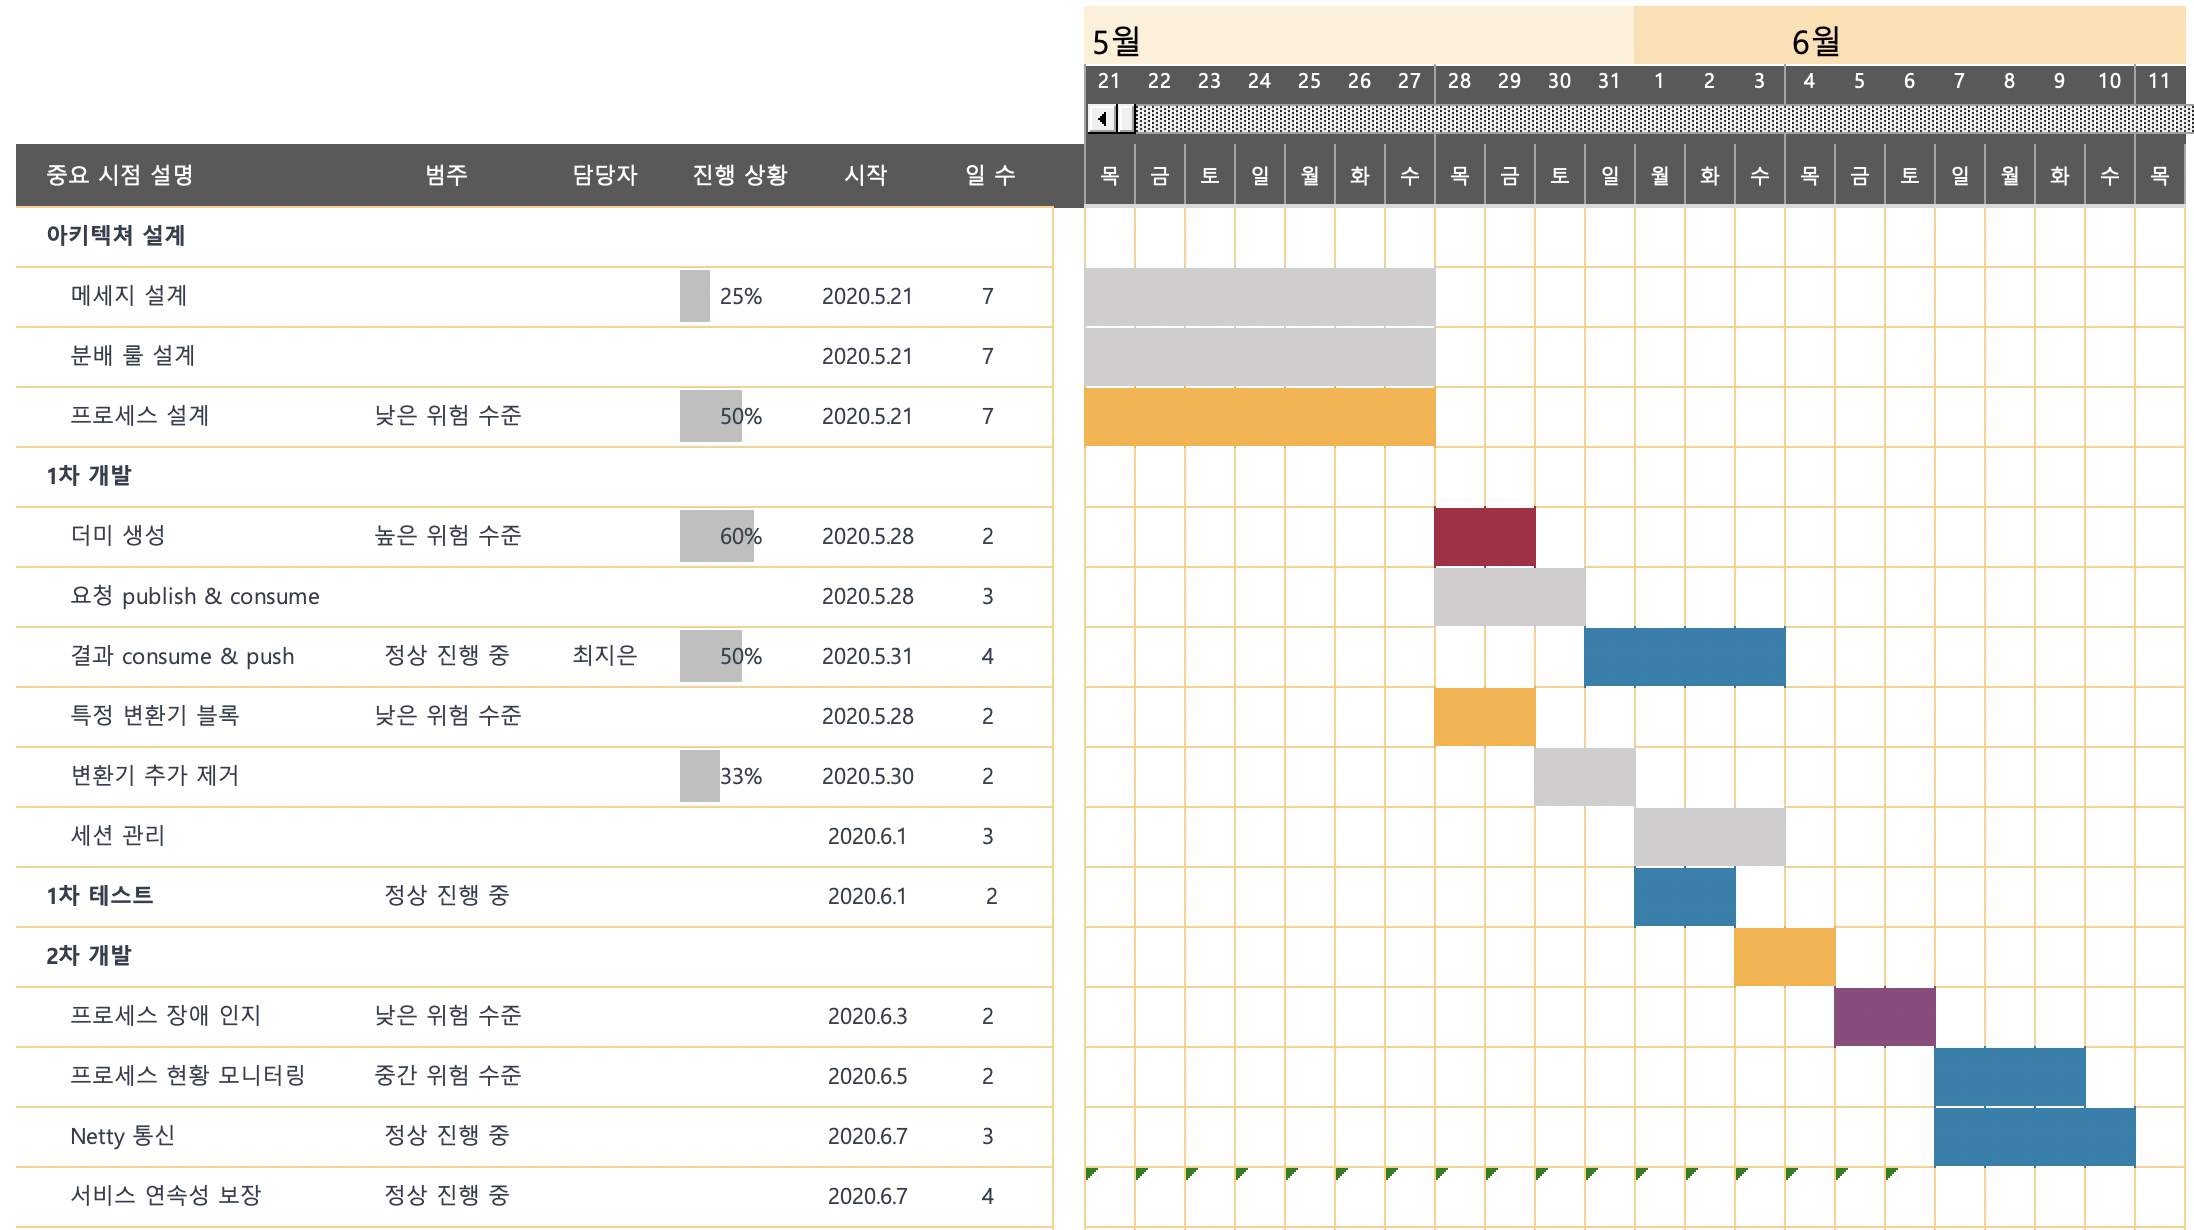 5월 6월
21 22 23 24 25 26 27 28 29 30 31 1 2 3 4 5 6 7 8 9 10 11
중요 시점 설명 범주 담당자 진행 상황 시작 일 수 목 금 토 일 월 화 수 목 금 토 일 월 화 수 목 금 토 일 월 화 수 목
아키텍쳐 설계
메세지 설계 25% 2020.5.21 7
분배 룰 설계 2020.5.21 7
프로세스 설계 낮은 위험 수준 50% 2020.5.21 7
1차 개발
더미 생성 높은 위험 수준 60% 2020.5.28 2
요청 publish & consume 2020.5.28 3
결과 consume & push 정상 진행 중 최지은 50% 2020.5.31 4
특정 변환기 블록 낮은 위험 수준 2020.5.28 2
변환기 추가 제거 33% 2020.5.30 2
세션 관리 2020.6.1 3
1차 테스트 정상 진행 중 2020.6.1 2
2차 개발
프로세스 장애 인지 낮은 위험 수준 2020.6.3 2
프로세스 현황 모니터링 중간 위험 수준 2020.6.5 2
Netty 통신 정상 진행 중 2020.6.7 3
서비스 연속성 보장 정상 진행 중 2020.6.7 4